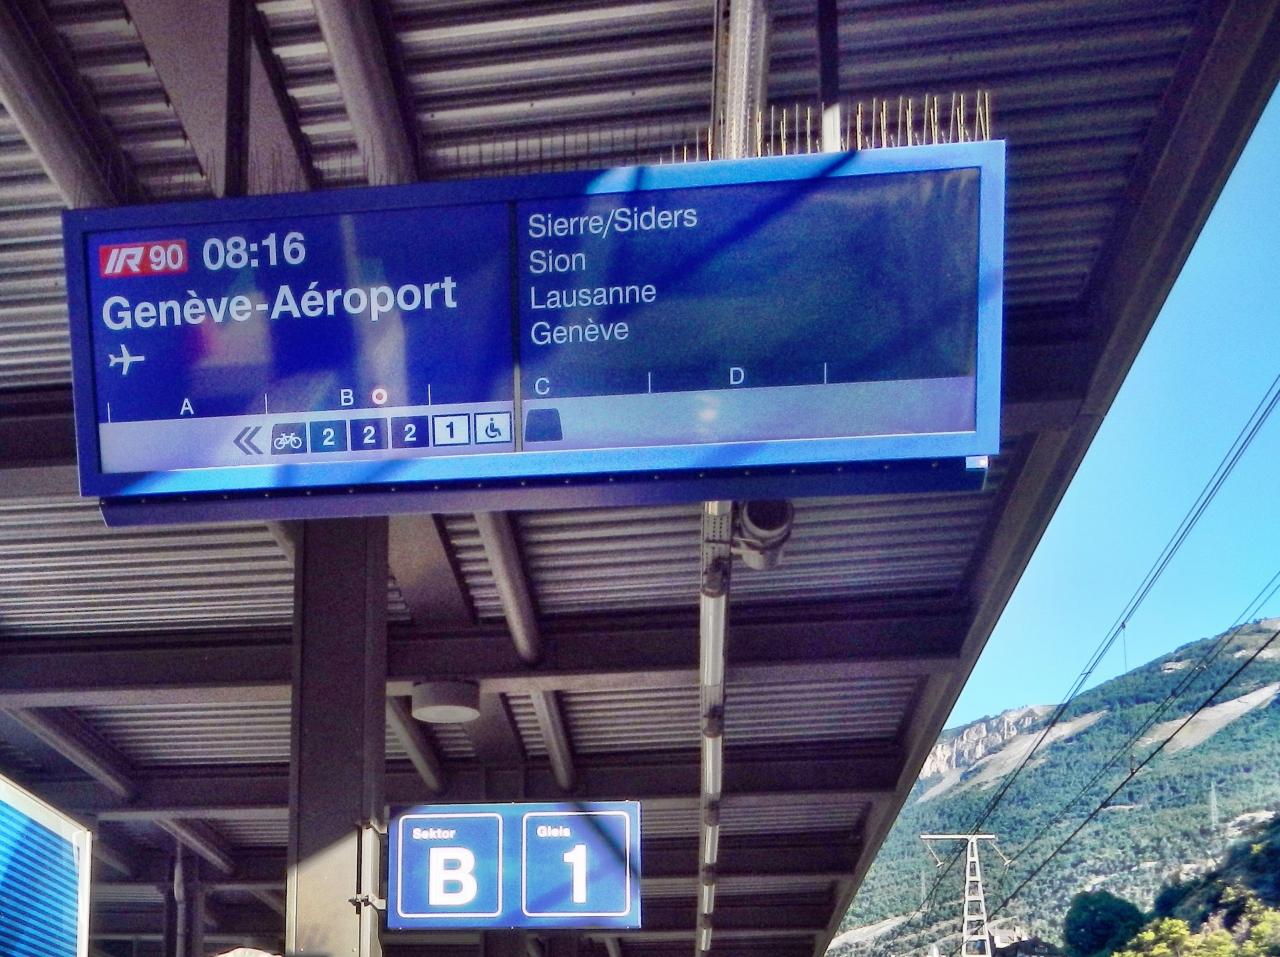 IR 90 08:16
Genève-Aéroport
Sierre/Siders
Sion
Lausanne
Genève
A B C D
2 2 2 1
Sektor
B
Gleis
1